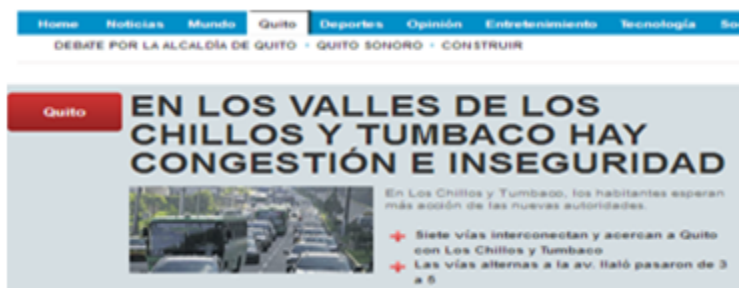 Home Noticias Mundo Quito Deportes Opinión Entretenimiento Tecnología
DEBATE POR LA ALCALDÍA DE QUITO • QUITO SONORO • CONSTRUIR
Quito
EN LOS VALLES DE LOS
CHILLOS Y TUMBACO HAY
CONGESTIÓN E INSEGURIDAD
En Los Chillos y Tumbaco, los habitantes esperan
más acción de las nuevas autoridades.
Siete vías interconectan y acercan a Quito
con Los Chillos y Tumbaco
Las vías alternas a la av. Ilaló pasaron de 3
a 5